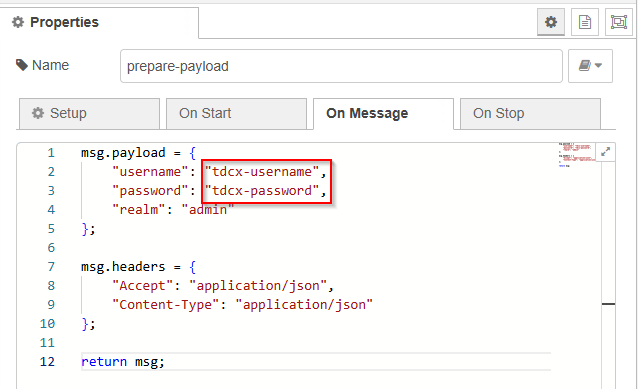 Properties
Name
prepare-payload
Setup
On Start
On Message
On Stop
1 msg.payload = {
2 "username": "tdcx-username",
3 "password": "tdcx-password",
4 "realm": "admin"
5 };
6
7 msg.headers = {
8 "Accept": "application/json",
9 "Content-Type": "application/json"
10 };
11
12 return msg;